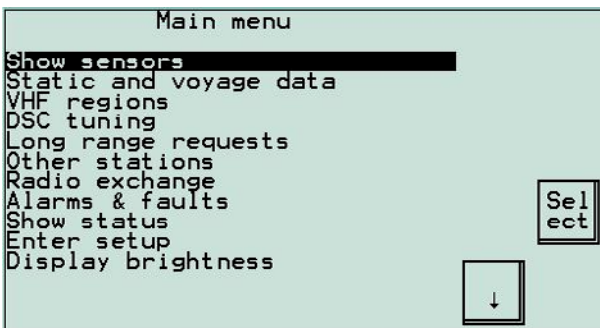 Main menu
Show sensors
Static and voyage data
VHF regions
DSC tuning
Long range requests
Other stations
Radio exchange
Alarms & faults
Show status
Enter setup
Display brightness
Sel
ect
↓